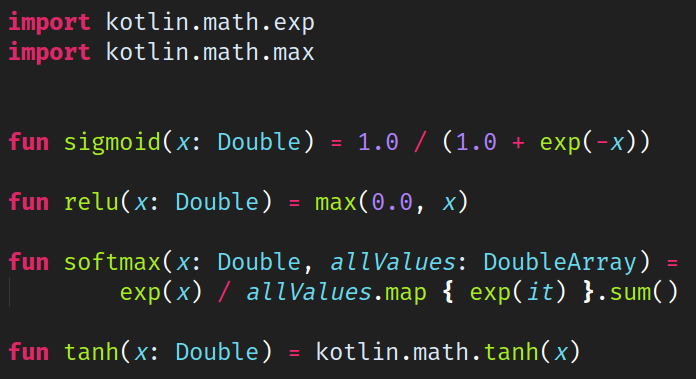 import kotlin.math.exp
import kotlin.math.max
fun sigmoid(x: Double) = 1.0 / (1.0 + exp(-x))
fun relu(x: Double) = max(0.0, x)
fun softmax(x: Double, allValues: DoubleArray) =
exp(x) / allValues.map { exp(it) }.sum()
fun tanh(x: Double) = kotlin.math.tanh(x)